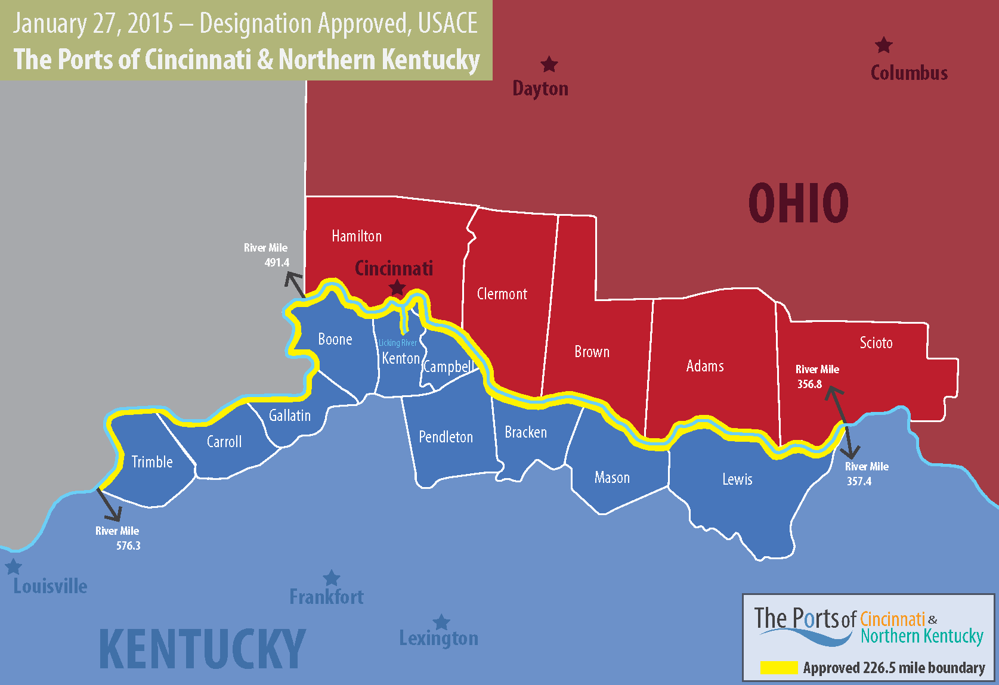 January 27, 2015 – Designation Approved, USACE
The Ports of Cincinnati & Northern Kentucky
Columbus
Dayton
OHIO
Hamilton
River Mile
491.4
Cincinnati
Clermont
Boone
Licking River
Kenton
Campbell
Brown
Adams
Scioto
River Mile
356.8
Gallatin
Carroll
Trimble
Pendleton
Bracken
Mason
Lewis
River Mile
357.4
River Mile
576.3
Louisville
Frankfort
Lexington
KENTUCKY
The Ports of Cincinnati &
Northern Kentucky
Approved 226.5 mile boundary